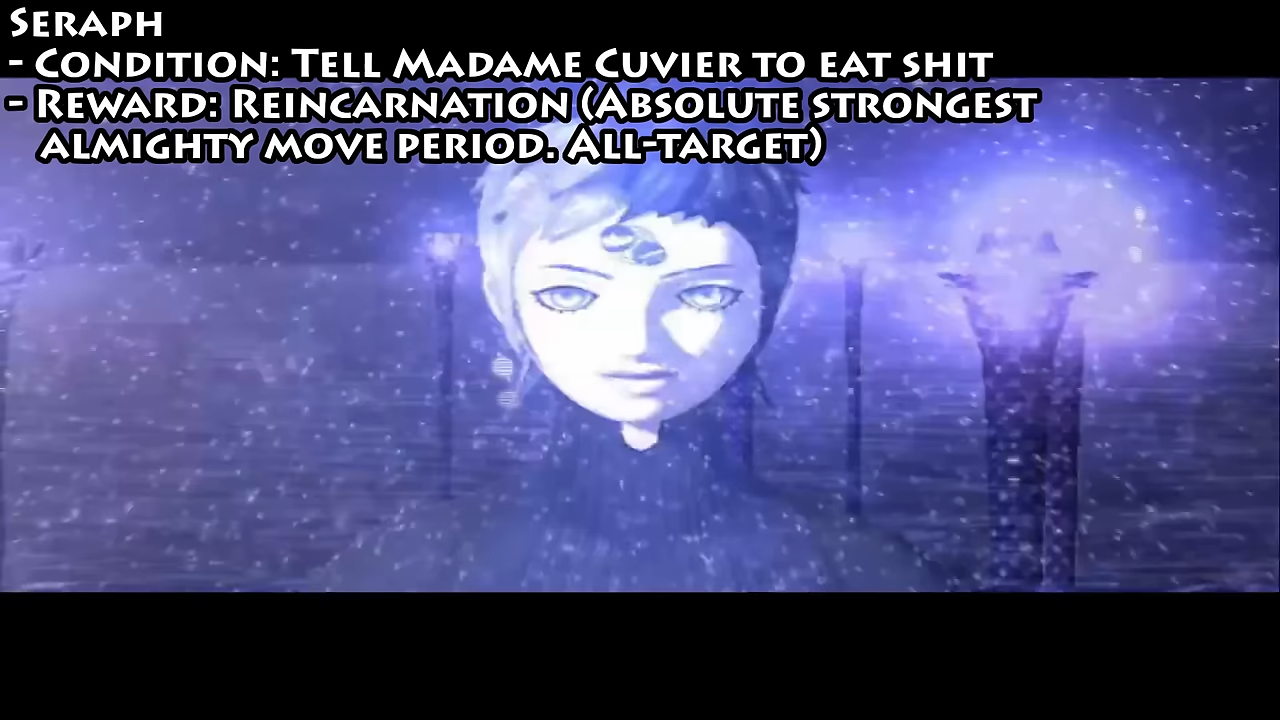 Seraph
- Condition: Tell Madame Cuvier to eat shit
- Reward: Reincarnation (Absolute strongest
almighty move period. All-target)